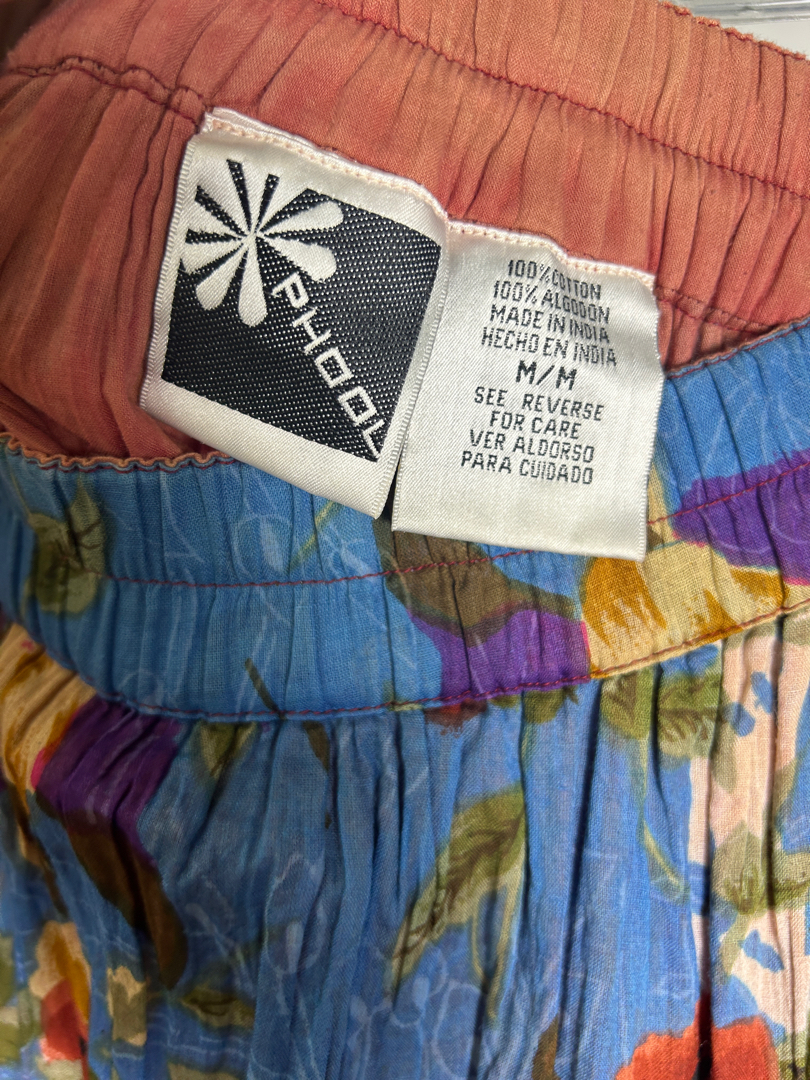 PHOOL
100% COTTON
100% ALGODON
MADE IN INDIA
HECHO EN INDIA
M/M
SEE REVERSE
FOR CARE
VER ALDORSO
PARA CUIDADO